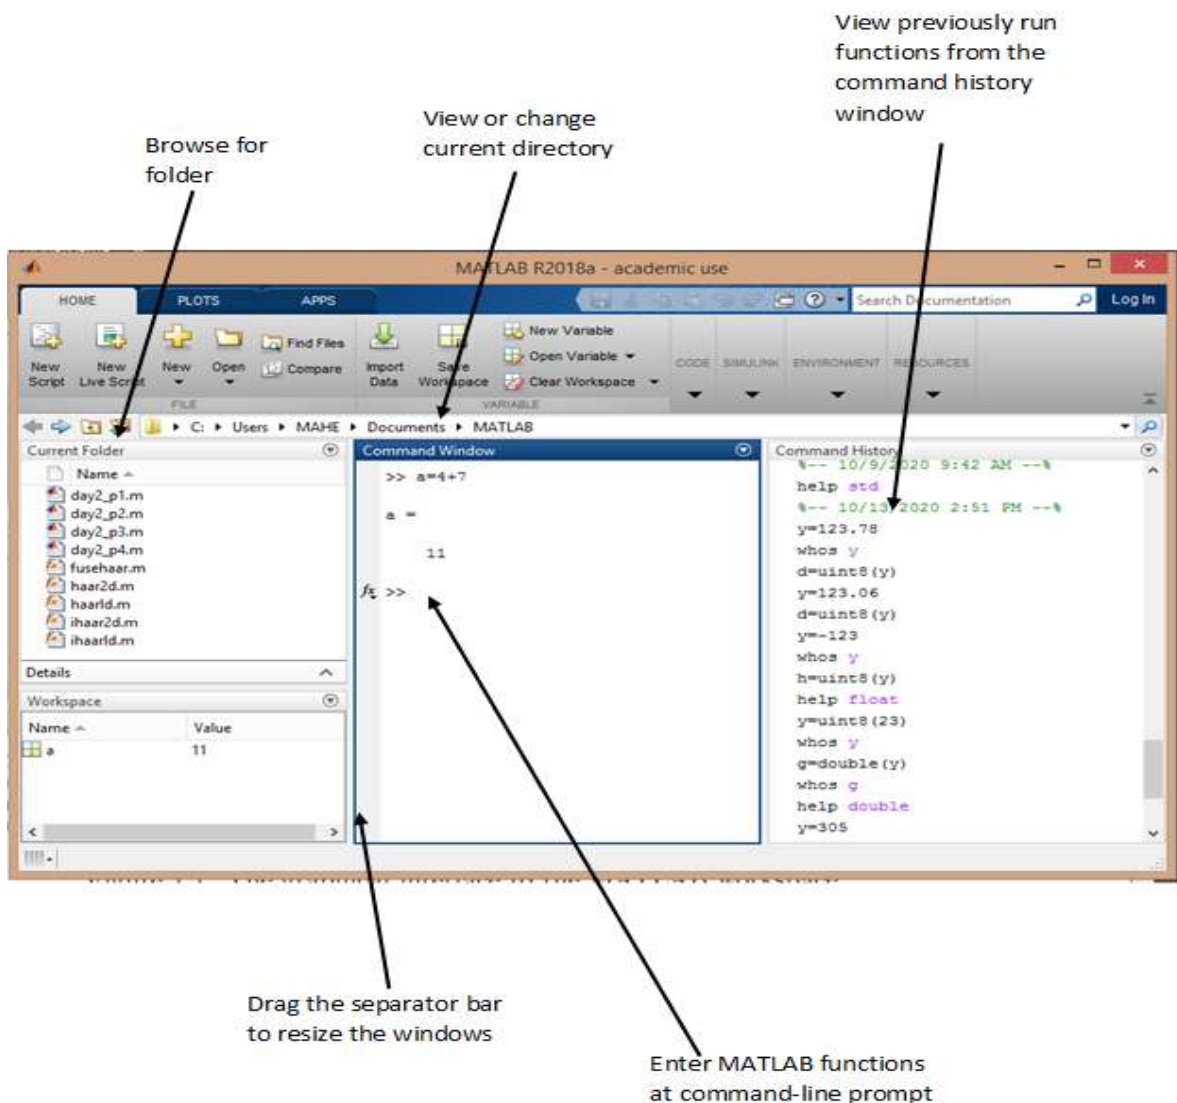 View previously run
functions from the
command history
window
View or change
current directory
Browse for
folder
MATLAB R2018a - academic use
HOME PLOTS APPS
Search Documentation
Log In
New Script
New Live Script
New
Open
Find Files
Compare
Import Data
Save Workspace
New Variable
Open Variable
Clear Workspace
CODE SIMULINK ENVIRONMENT RESOURCES
FILE VARIABLE
C: Users MAHE Documents MATLAB
Current Folder
Name
day2_p1.m
day2_p2.m
day2_p3.m
day2_p4.m
fusehaar.m
haar2d.m
haarld.m
ihaar2d.m
ihaarld.m
Details
Workspace
Name Value
a 11
Command Window
>> a=4+7
a =
11
fx >>
Command History
%-- 10/9/2020 9:42 AM --%
help std
%-- 10/13/2020 2:51 PM --%
y=123.78
whos y
d=uint8(y)
y=123.06
d=uint8(y)
y=-123
whos y
h=uint8(y)
help float
y=uint8(23)
whos y
g=double(y)
whos g
help double
y=305
Drag the separator bar
to resize the windows
Enter MATLAB functions
at command-line prompt